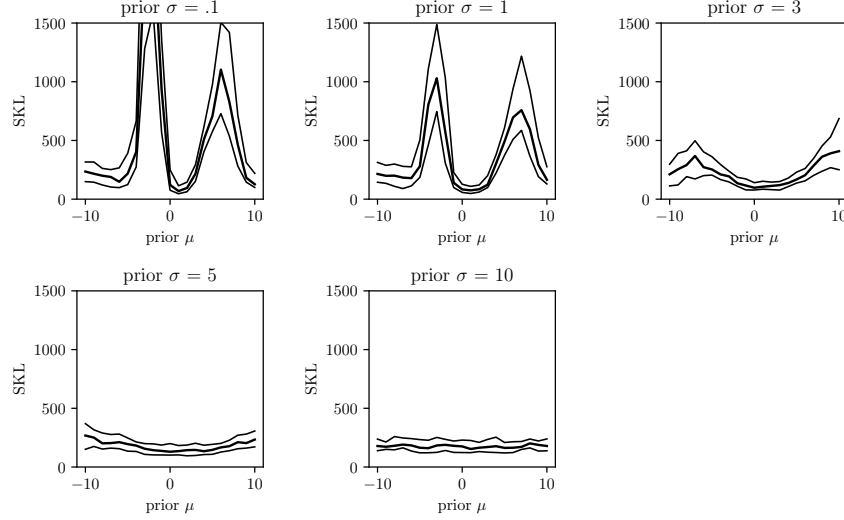 prior σ = .1
1500
1000
500
0
SKL
−10
0
10
prior μ
prior σ = 1
1500
1000
500
0
SKL
−10
0
10
prior μ
prior σ = 3
1500
1000
500
0
SKL
−10
0
10
prior μ
prior σ = 5
1500
1000
500
0
SKL
−10
0
10
prior μ
prior σ = 10
1500
1000
500
0
SKL
−10
0
10
prior μ